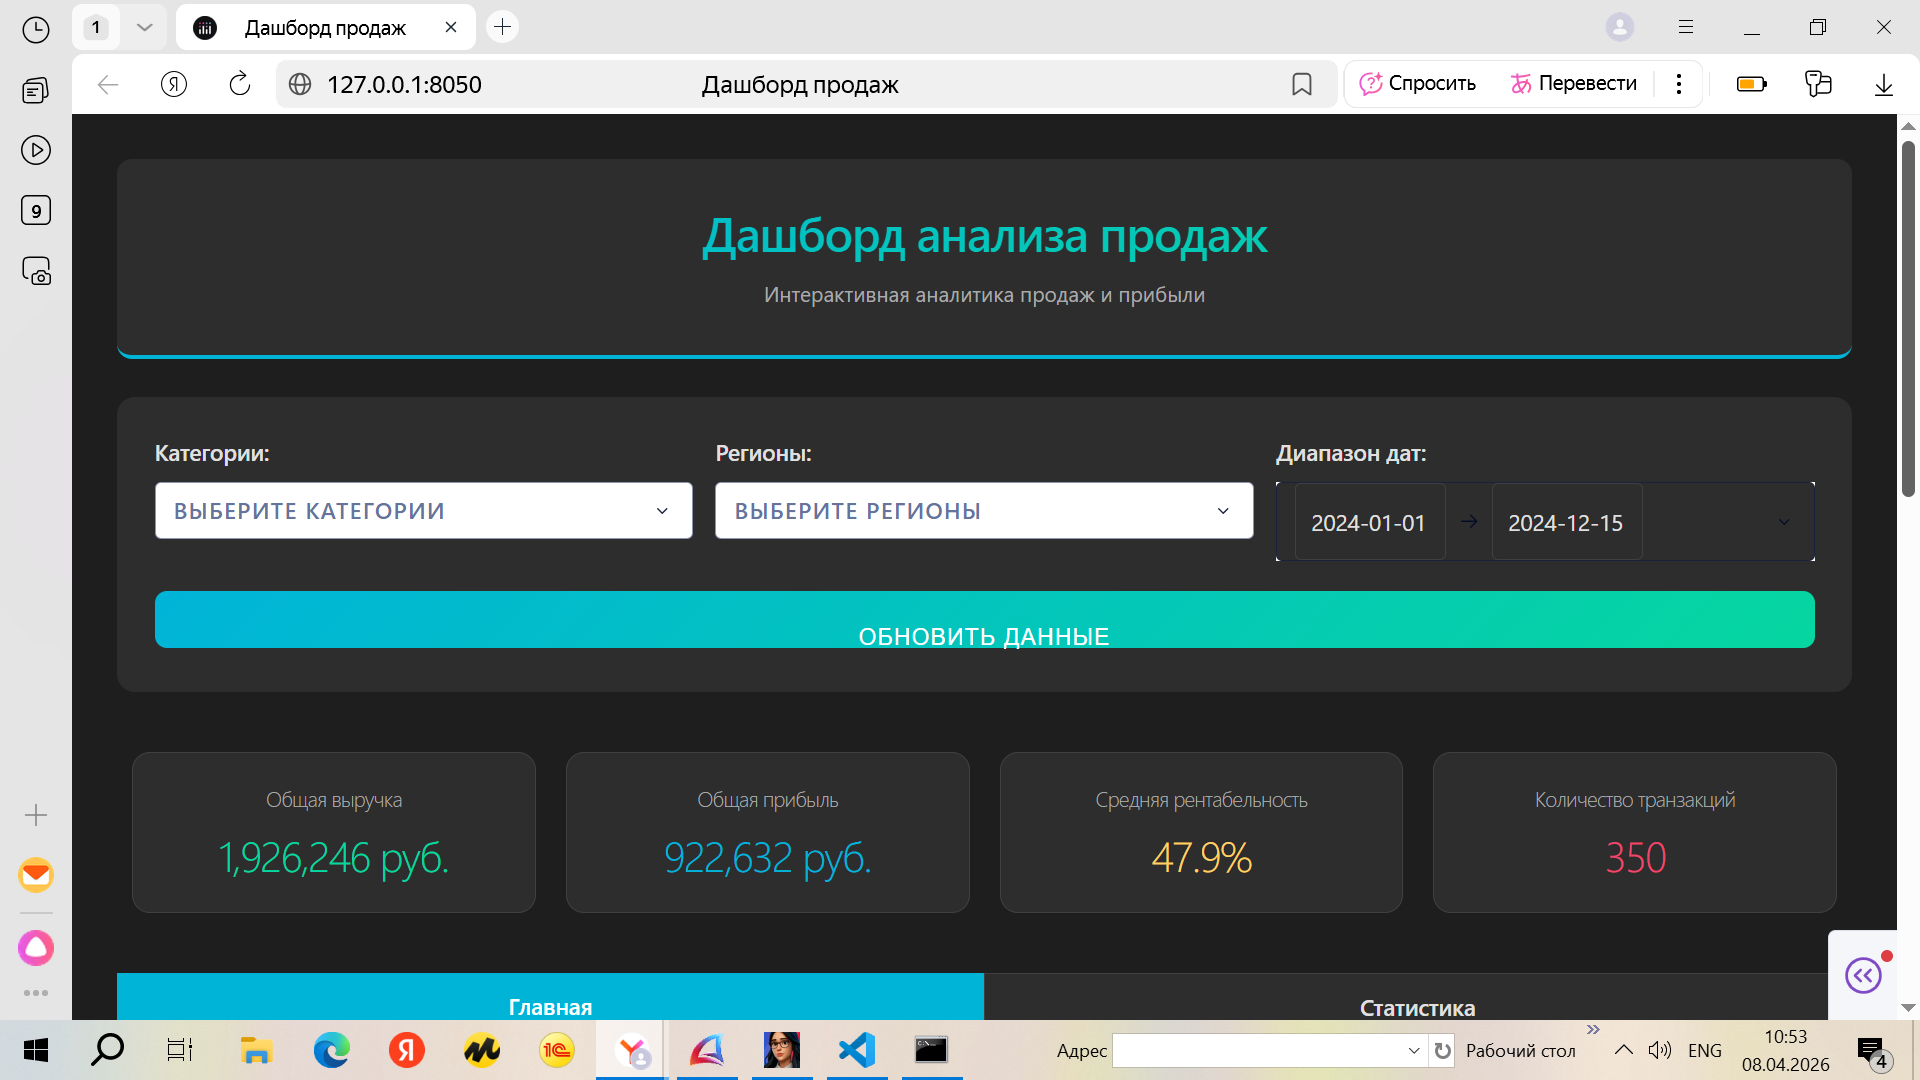 1
Дашборд продаж
127.0.0.1:8050
Дашборд продаж
Спросить
Перевести
9
Дашборд анализа продаж
Интерактивная аналитика продаж и прибыли
Категории:
Регионы:
Диапазон дат:
ВЫБЕРИТЕ КАТЕГОРИИ
ВЫБЕРИТЕ РЕГИОНЫ
2024-01-01 → 2024-12-15
ОБНОВИТЬ ДАННЫЕ
Общая выручка
1,926,246 руб.
Общая прибыль
922,632 руб.
Средняя рентабельность
47.9%
Количество транзакций
350
Главная
Статистика
Адрес
Рабочий стол
ENG
10:53
08.04.2026
4